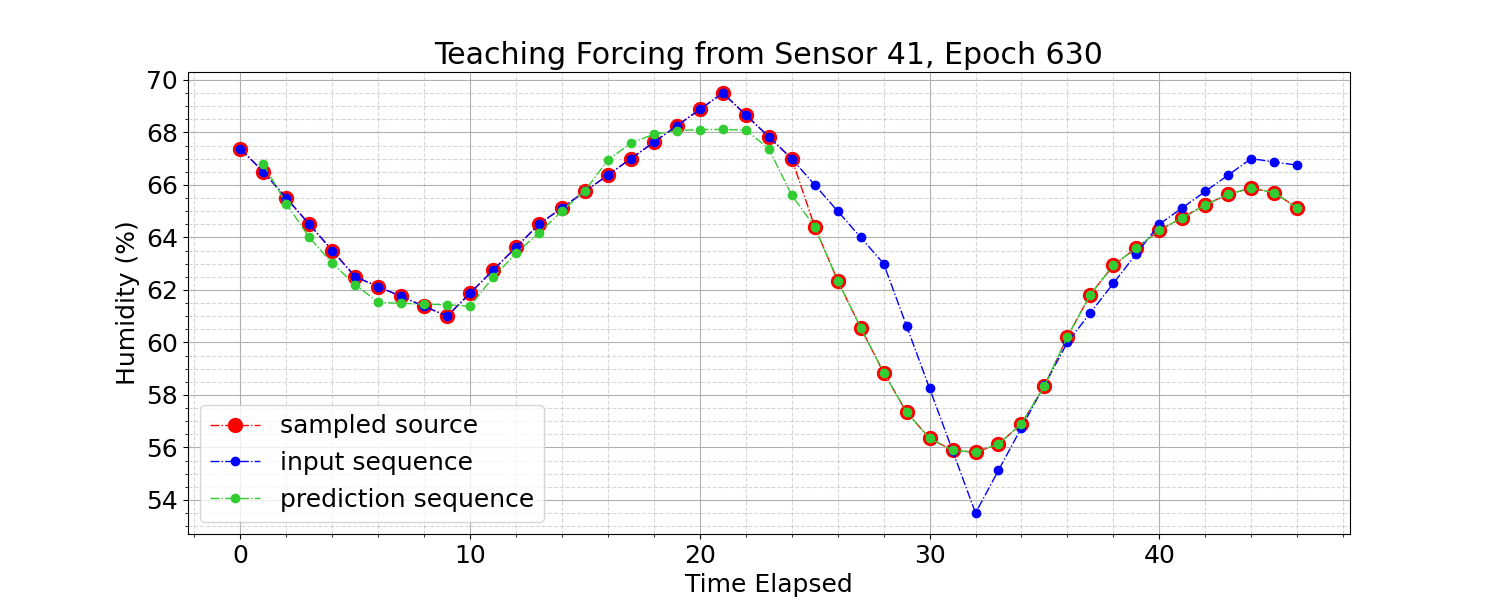 Teaching Forcing from Sensor 41, Epoch 630
Humidity (%)
70
68
66
64
62
60
58
56
54
sampled source
input sequence
prediction sequence
0
10
20
30
40
Time Elapsed